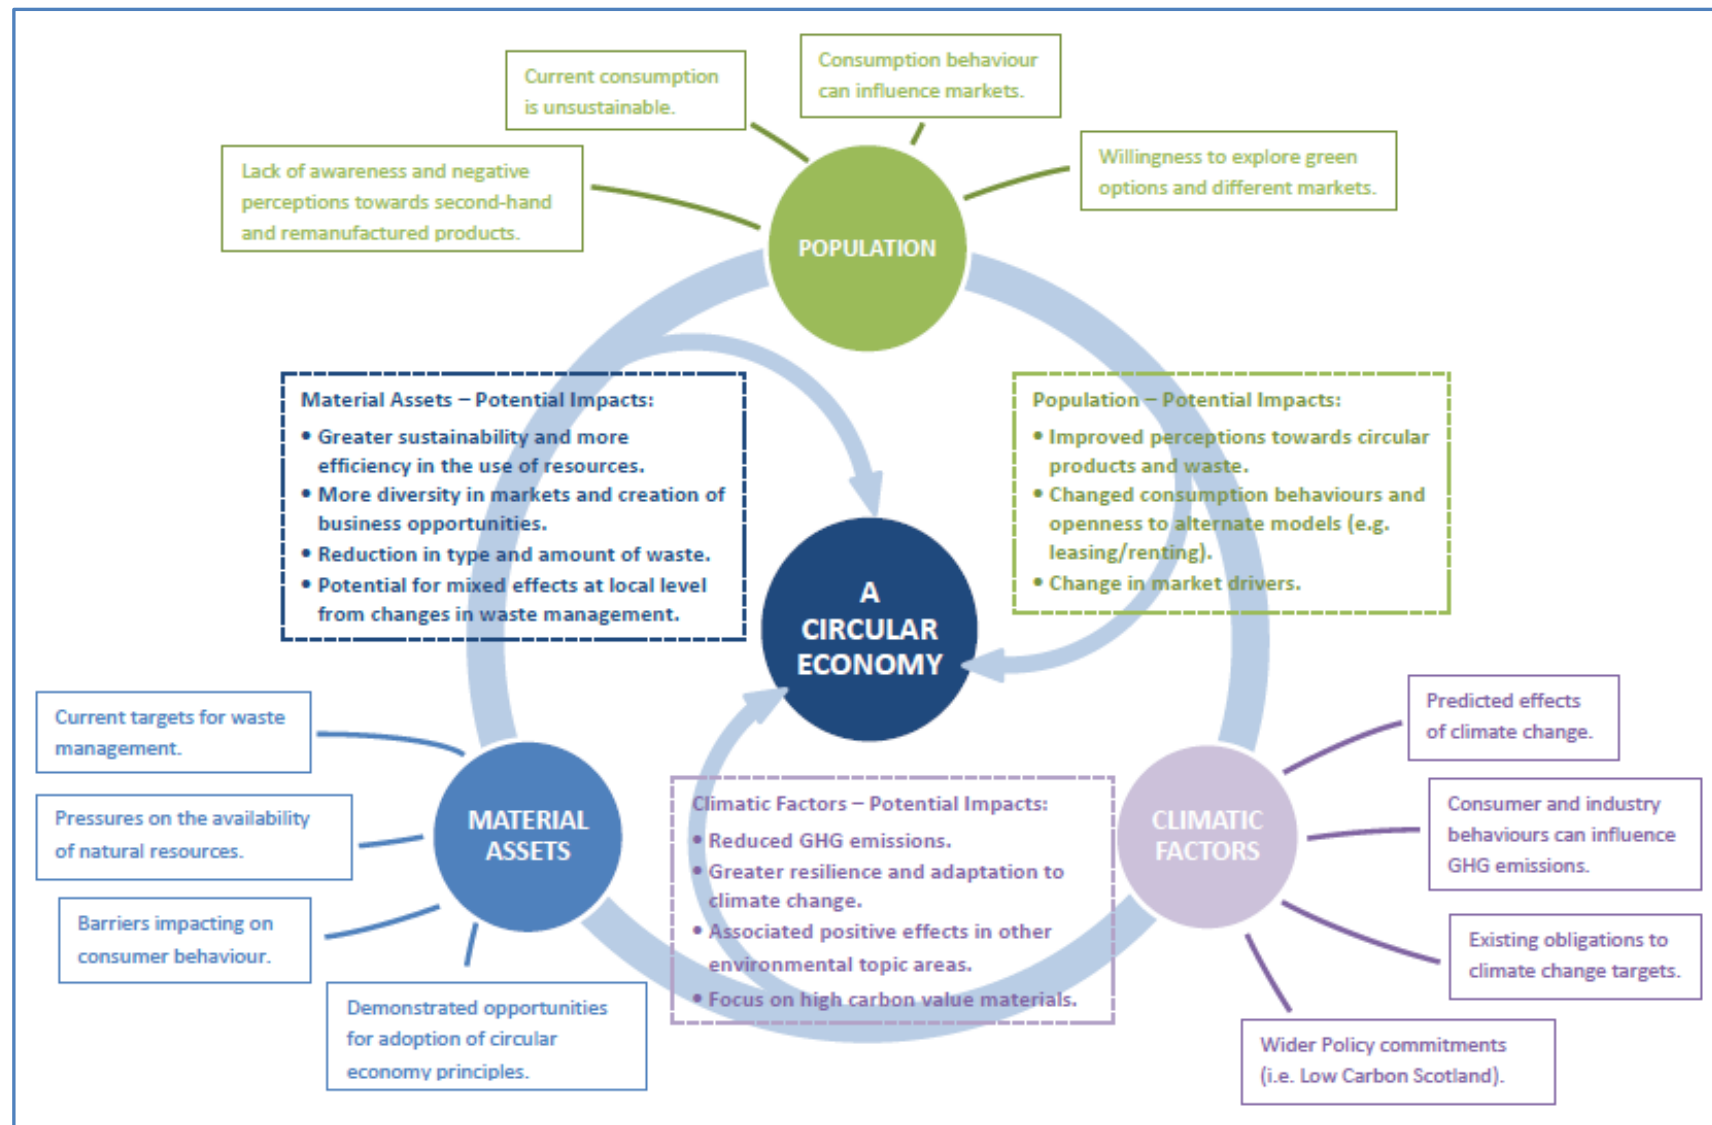 Current consumption
is unsustainable.
Consumption behaviour
can influence markets.
Lack of awareness and negative
perceptions towards second-hand
and remanufactured products.
Willingness to explore green
options and different markets.
POPULATION
Material Assets – Potential Impacts:
• Greater sustainability and more
efficiency in the use of resources.
• More diversity in markets and creation of
business opportunities.
• Reduction in type and amount of waste.
• Potential for mixed effects at local level
from changes in waste management.
Population – Potential Impacts:
• Improved perceptions towards circular
products and waste.
• Changed consumption behaviours and
openness to alternate models (e.g.
leasing/renting).
• Change in market drivers.
A
CIRCULAR
ECONOMY
Current targets for waste
management.
Pressures on the availability
of natural resources.
Barriers impacting on
consumer behaviour.
Demonstrated opportunities
for adoption of circular
economy principles.
MATERIAL
ASSETS
Climatic Factors – Potential Impacts:
• Reduced GHG emissions.
• Greater resilience and adaptation to
climate change.
• Associated positive effects in other
environmental topic areas.
• Focus on high carbon value materials.
CLIMATIC
FACTORS
Predicted effects
of climate change.
Consumer and industry
behaviours can influence
GHG emissions.
Existing obligations to
climate change targets.
Wider Policy commitments
(i.e. Low Carbon Scotland).